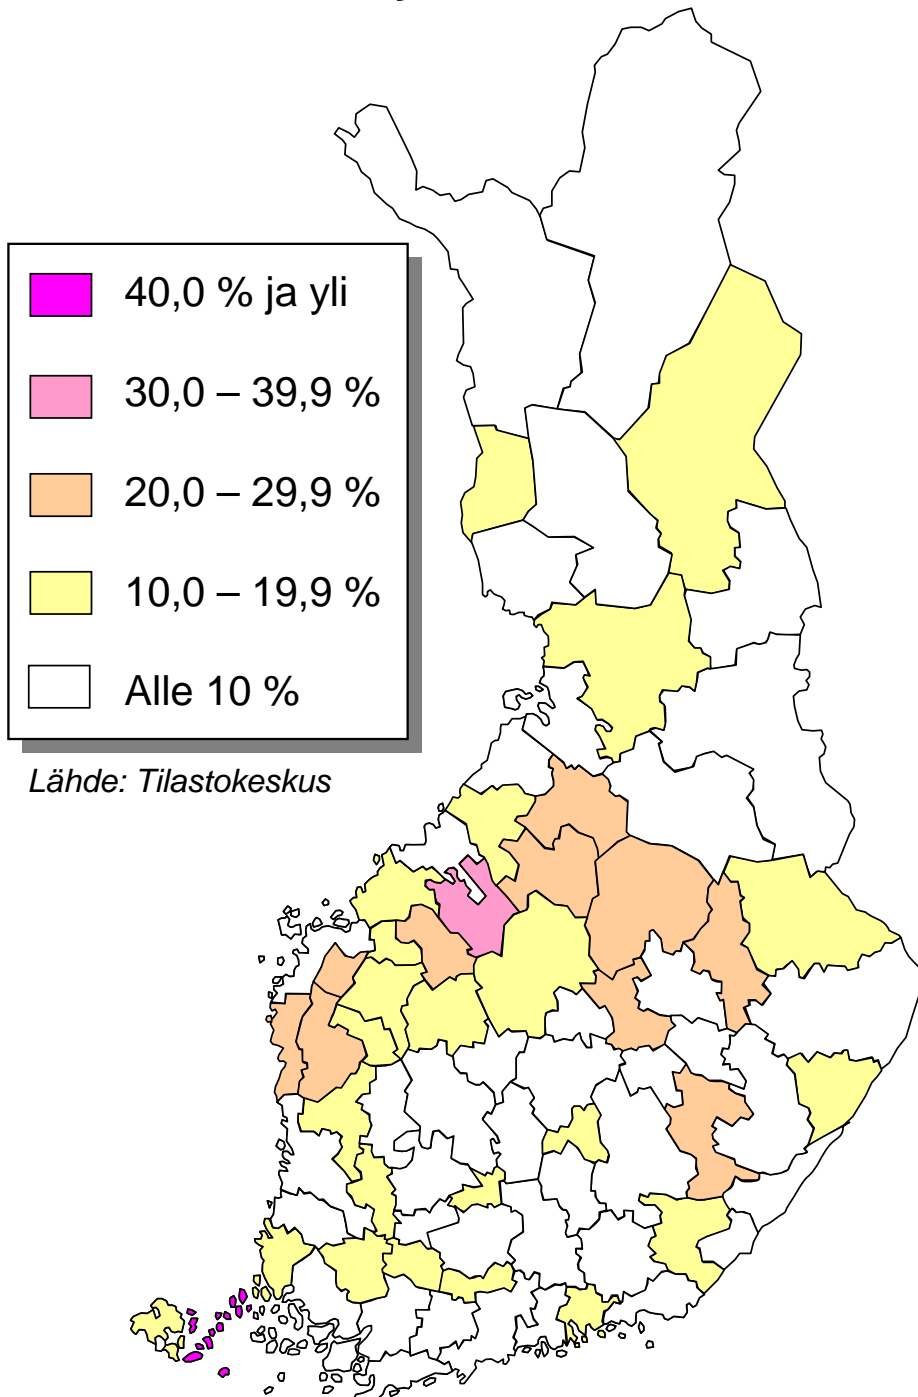 40,0 % ja yli
30,0 – 39,9 %
20,0 – 29,9 %
10,0 – 19,9 %
Alle 10 %
Lähde: Tilastokeskus